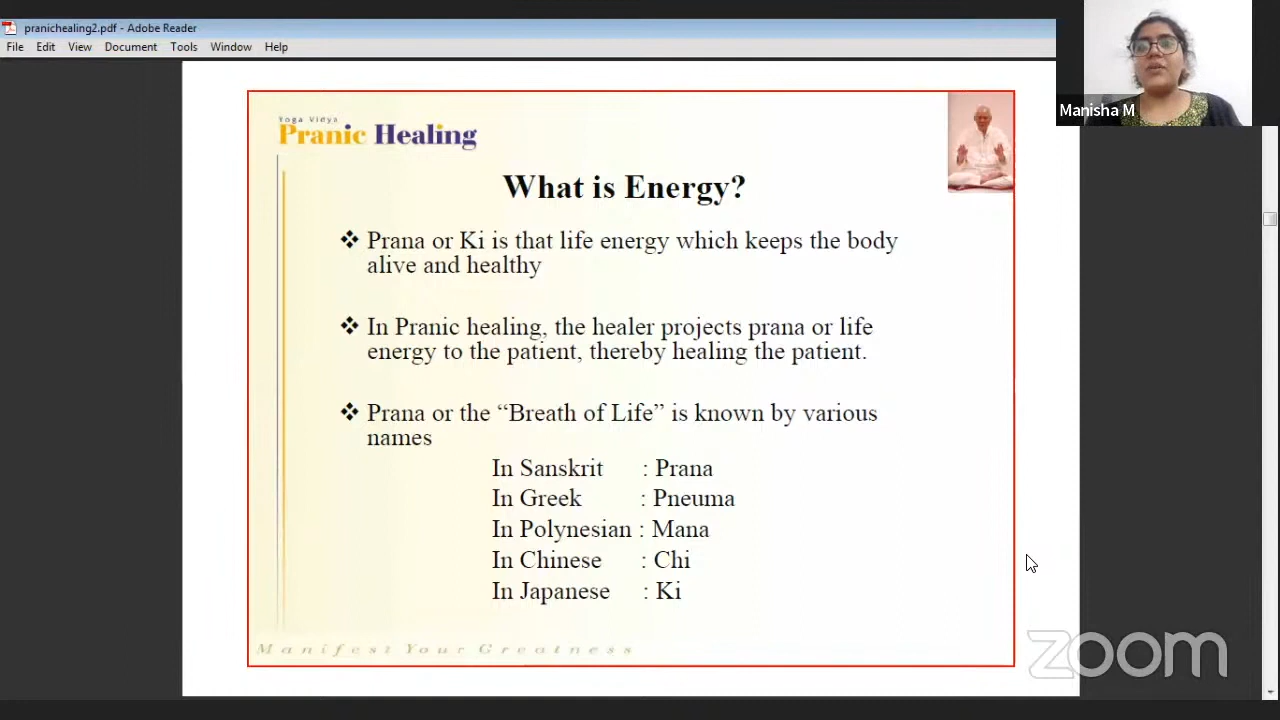 pranichealing2.pdf - Adobe Reader
File Edit View Document Tools Window Help
Manisha M
Yoga Vidya
Pranic Healing
What is Energy?
❖ Prana or Ki is that life energy which keeps the body
alive and healthy
❖ In Pranic healing, the healer projects prana or life
energy to the patient, thereby healing the patient.
❖ Prana or the “Breath of Life” is known by various
names
In Sanskrit : Prana
In Greek : Pneuma
In Polynesian : Mana
In Chinese : Chi
In Japanese : Ki
Manifest Your Greatness
zoom